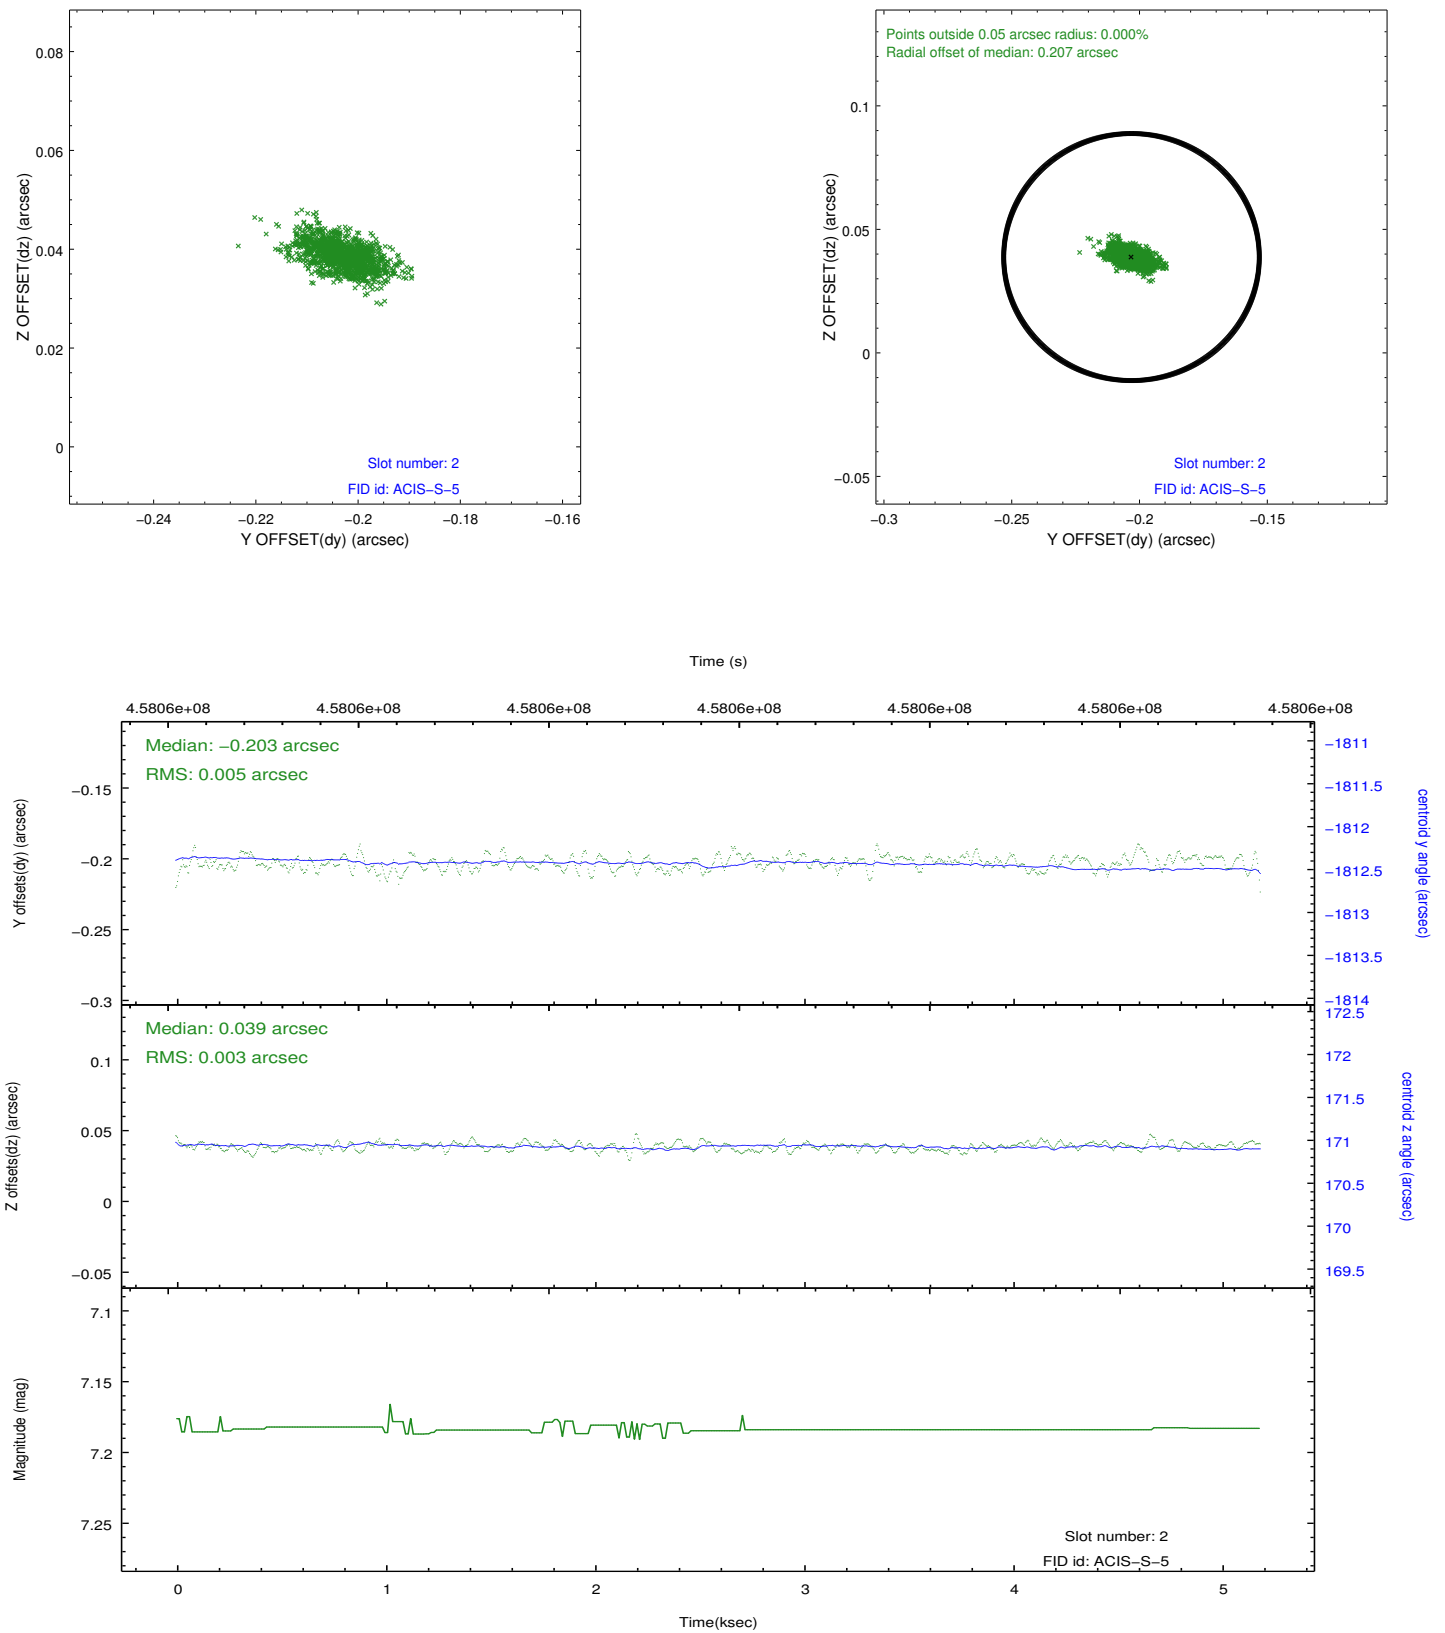 0.08
0.06
0.04
0.02
0
Z OFFSET(dz) (arcsec)
Slot number: 2
FID id: ACIS−S−5
−0.24 −0.22 −0.2 −0.18 −0.16
Y OFFSET(dy) (arcsec)
Points outside 0.05 arcsec radius: 0.000%
Radial offset of median: 0.207 arcsec
0.1
0.05
0
−0.05
Z OFFSET(dz) (arcsec)
Slot number: 2
FID id: ACIS−S−5
−0.3 −0.25 −0.2 −0.15
Y OFFSET(dy) (arcsec)
Time (s)
4.5806e+08 4.5806e+08 4.5806e+08 4.5806e+08 4.5806e+08 4.5806e+08 4.5806e+08
Median: −0.203 arcsec
RMS: 0.005 arcsec
−0.15
−0.2
−0.25
−0.3
Y offsets(dy) (arcsec)
−1811
−1811.5
−1812
−1812.5
−1813
−1813.5
−1814
centroid y angle (arcsec)
Median: 0.039 arcsec
RMS: 0.003 arcsec
0.1
0.05
0
−0.05
Z offsets(dz) (arcsec)
172.5
172
171.5
171
170.5
170
169.5
centroid z angle (arcsec)
7.1
7.15
7.2
7.25
Magnitude (mag)
Slot number: 2
FID id: ACIS−S−5
0 1 2 3 4 5
Time(ksec)